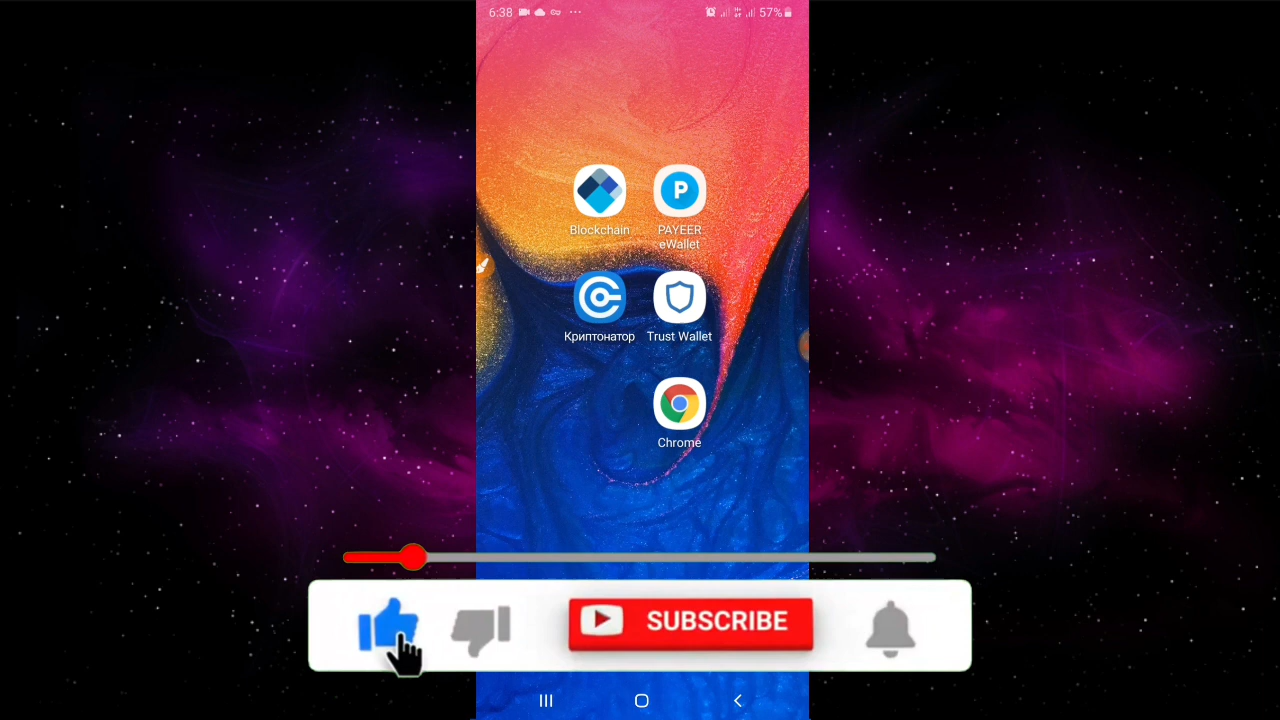 6:38
57%
Blockchain
PAYEER
eWallet
Криптонатор
Trust Wallet
Chrome
SUBSCRIBE